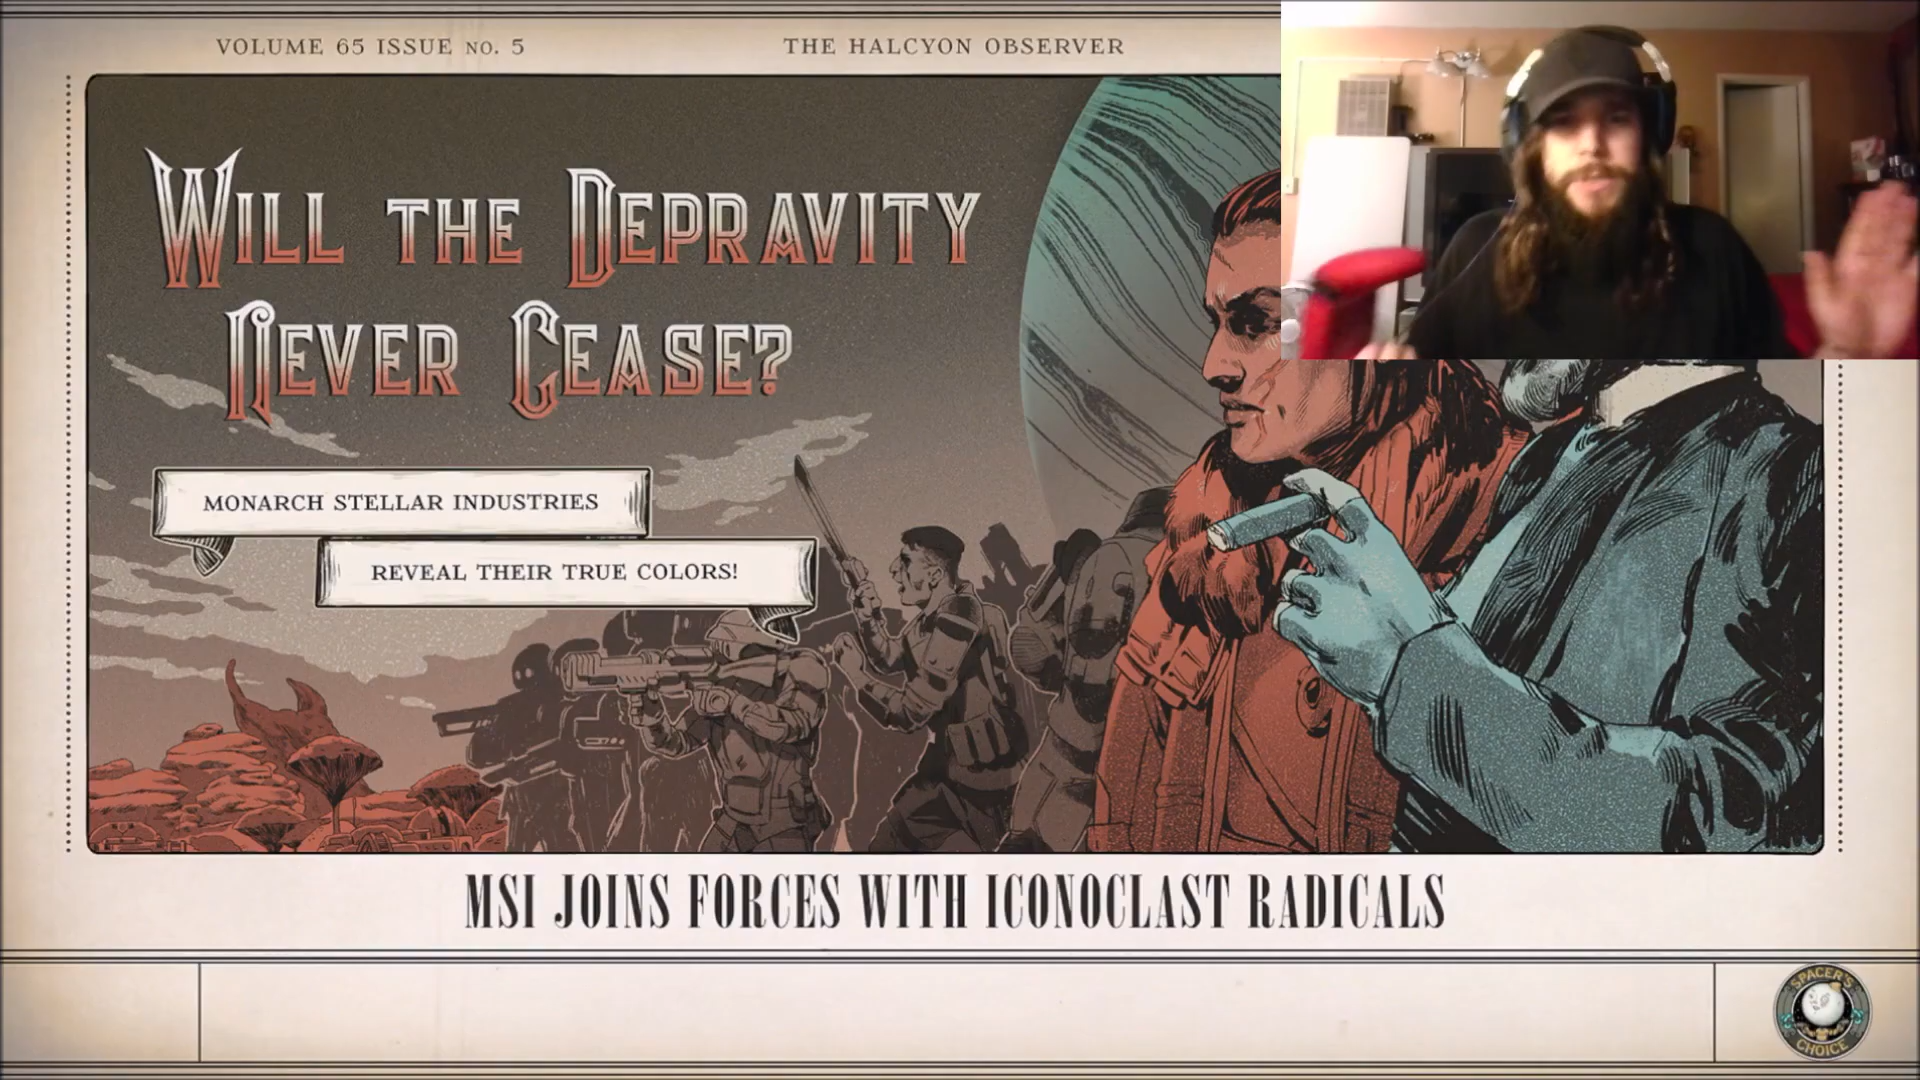 VOLUME 65 ISSUE NO. 5
THE HALCYON OBSERVER
WILL THE DEPRAVITY
NEVER CEASE?
MONARCH STELLAR INDUSTRIES
REVEAL THEIR TRUE COLORS!
MSI JOINS FORCES WITH ICONOCLAST RADICALS
SPACER'S
CHOICE